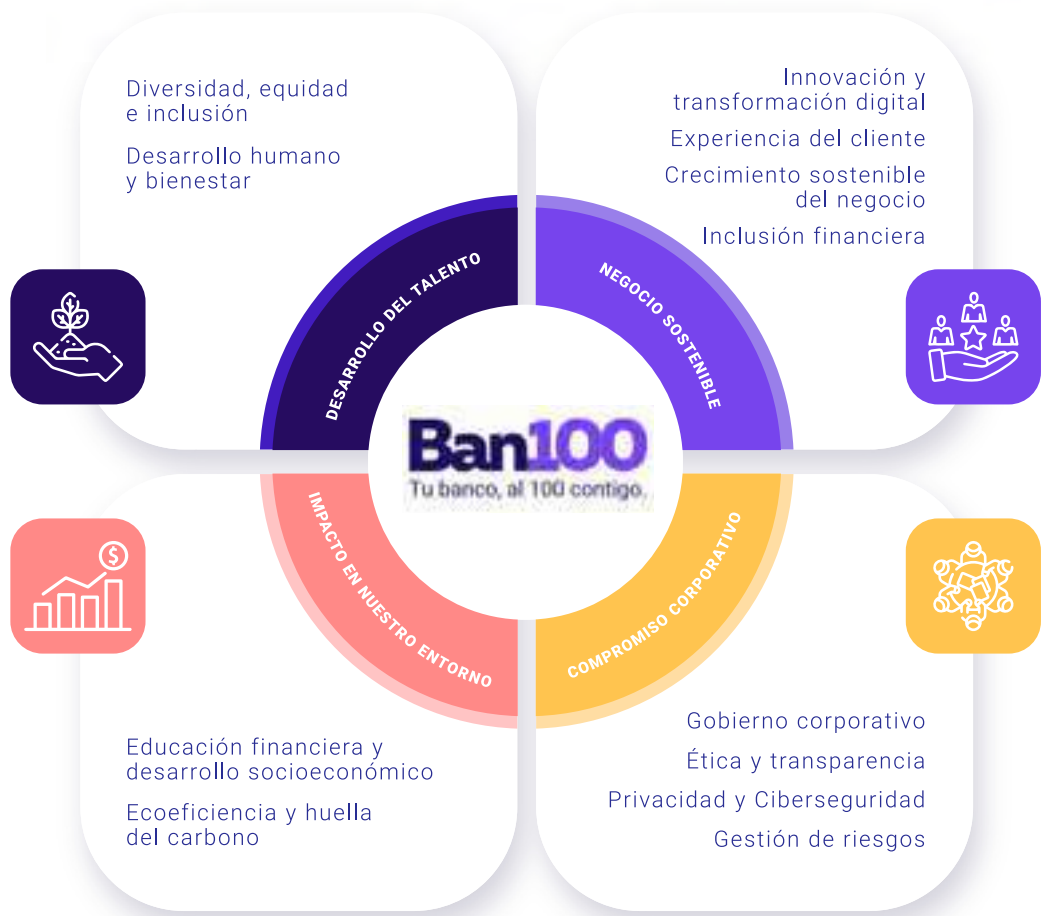 Diversidad, equidad
e inclusión
Desarrollo humano
y bienestar
Innovación y
transformación digital
Experiencia del cliente
Crecimiento sostenible
del negocio
Inclusión financiera
DESARROLLO DEL TALENTO
NEGOCIO SOSTENIBLE
Ban100
Tu banco, al 100 contigo.
IMPACTO EN NUESTRO ENTORNO
COMPROMISO CORPORATIVO
$
Educación financiera y
desarrollo socioeconómico
Ecoeficiencia y huella
del carbono
Gobierno corporativo
Ética y transparencia
Privacidad y Ciberseguridad
Gestión de riesgos